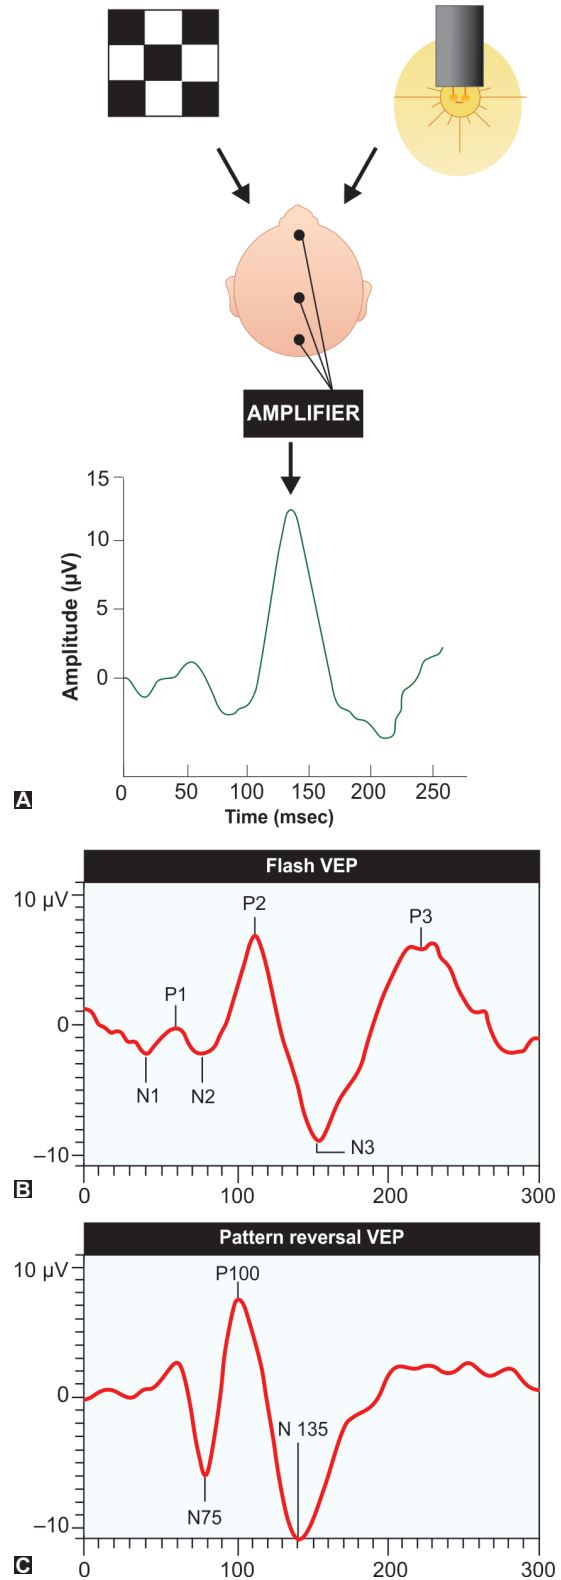 AMPLIFIER
15
10
5
0
Amplitude (µV)
0 50 100 150 200 250
Time (msec)
A
Flash VEP
10 µV
0
–10
P1
P2
P3
N1
N2
N3
0 100 200 300
B
Pattern reversal VEP
10 µV
0
–10
P100
N 135
N75
0 100 200 300
C